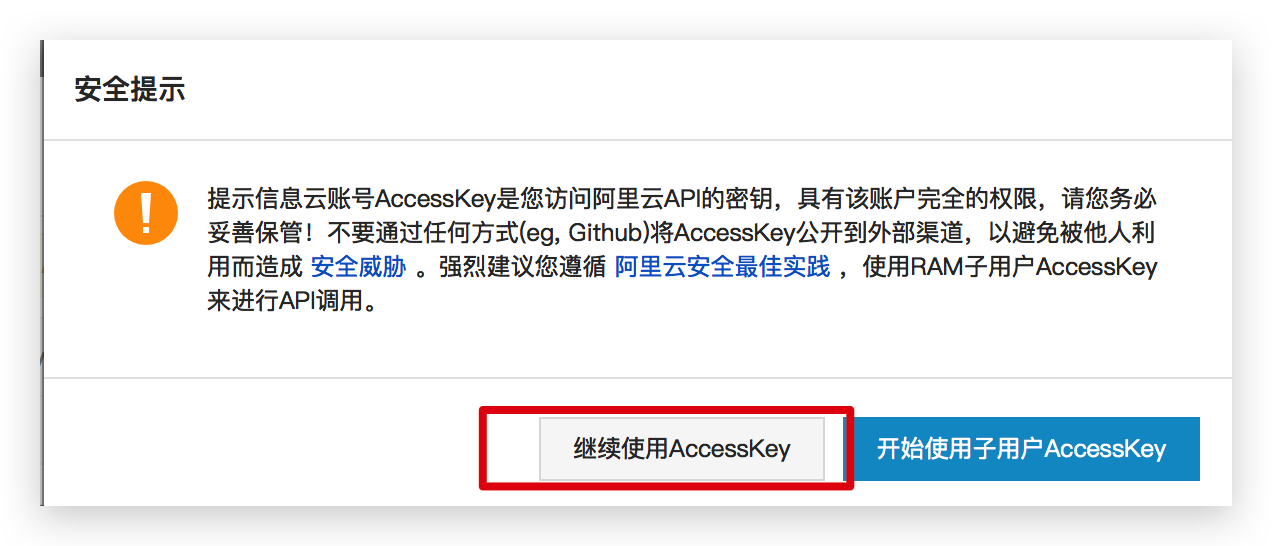 安全提示
提示信息云账号AccessKey是您访问阿里云API的密钥，具有该账户完全的权限，请您务必
妥善保管！不要通过任何方式(eg, Github)将AccessKey公开到外部渠道，以避免被他人利
用而造成 安全威胁 。强烈建议您遵循 阿里云安全最佳实践 ，使用RAM子用户AccessKey
来进行API调用。
继续使用AccessKey
开始使用子用户AccessKey